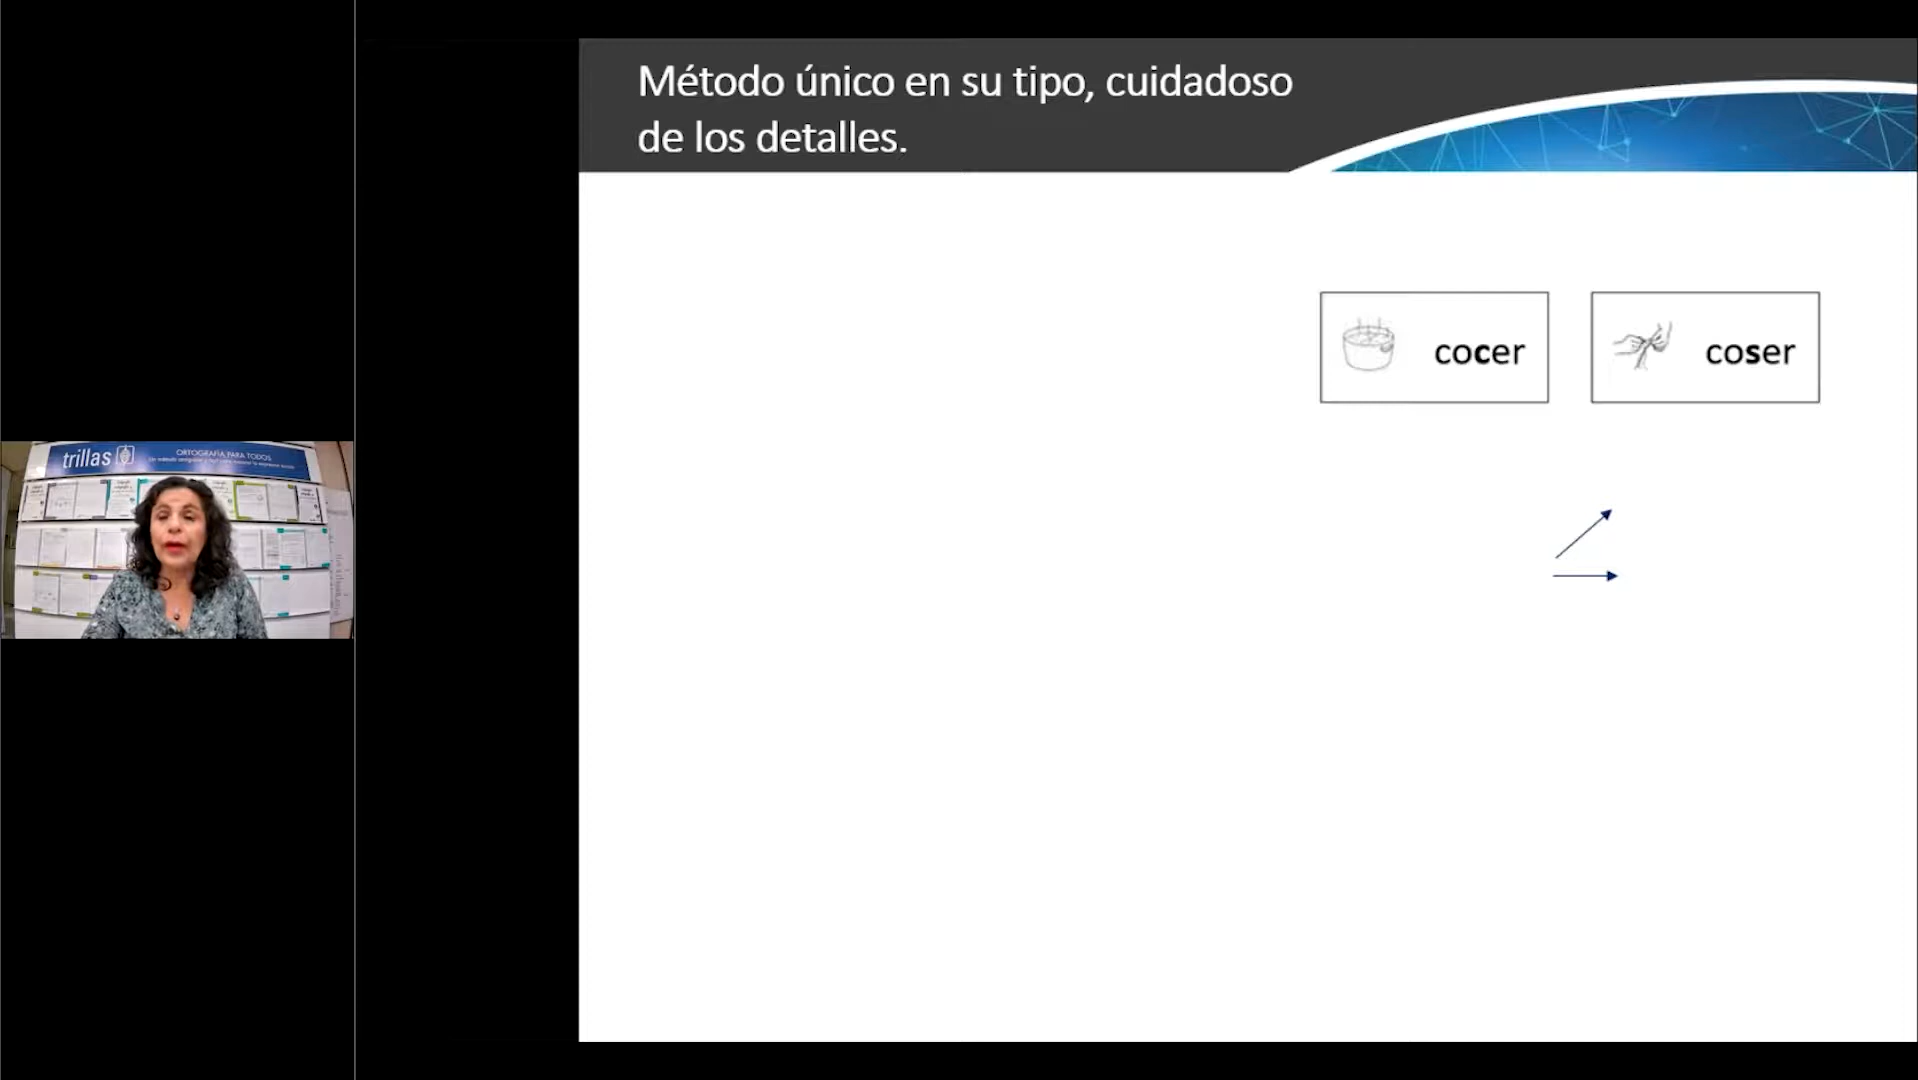 Método único en su tipo, cuidadoso
de los detalles.
cocer
coser
trillas
ORTOGRAFÍA PARA TODOS